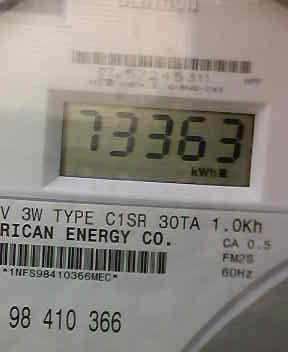 73363
kWh
V 3W TYPE C1SR 30TA 1.0Kh
RICAN ENERGY CO.
CA 0.5
FM2S
60Hz
*1NFS98410366MEC*
98 410 366